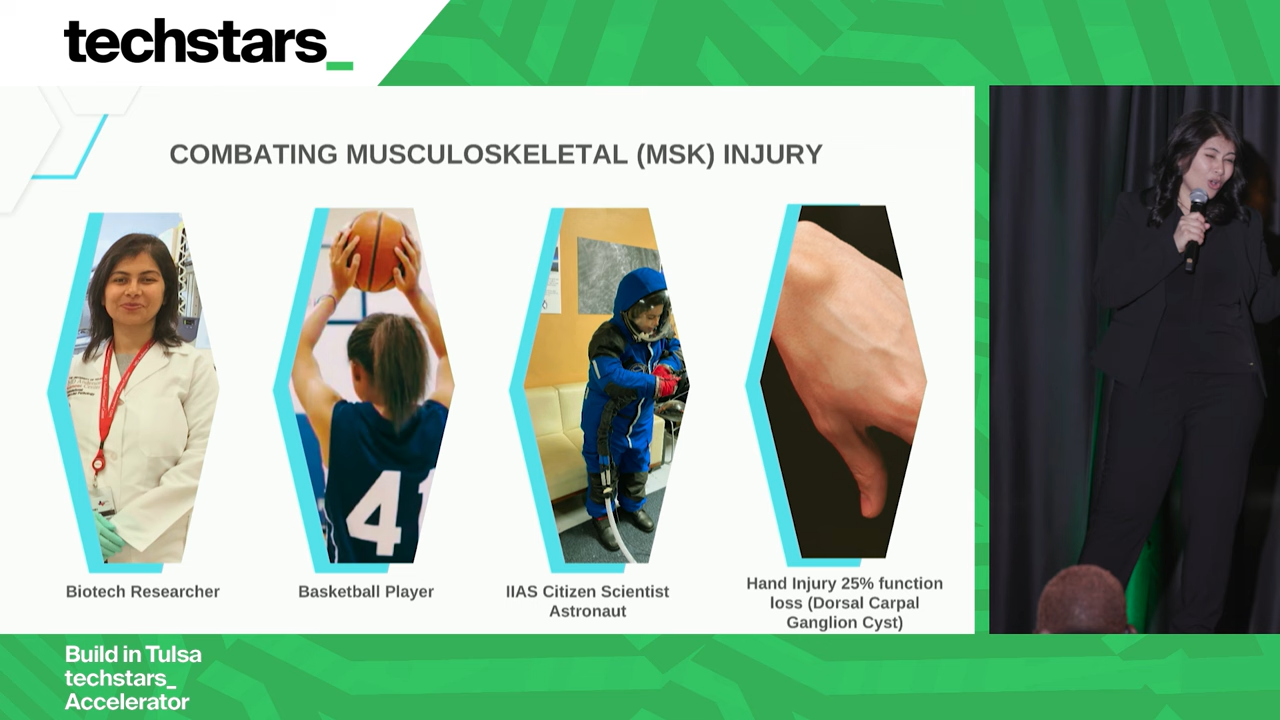 techstars_
COMBATING MUSCULOSKELETAL (MSK) INJURY
41
Biotech Researcher
Basketball Player
IIAS Citizen Scientist
Astronaut
Hand Injury 25% function
loss (Dorsal Carpal
Ganglion Cyst)
Build in Tulsa
techstars_
Accelerator